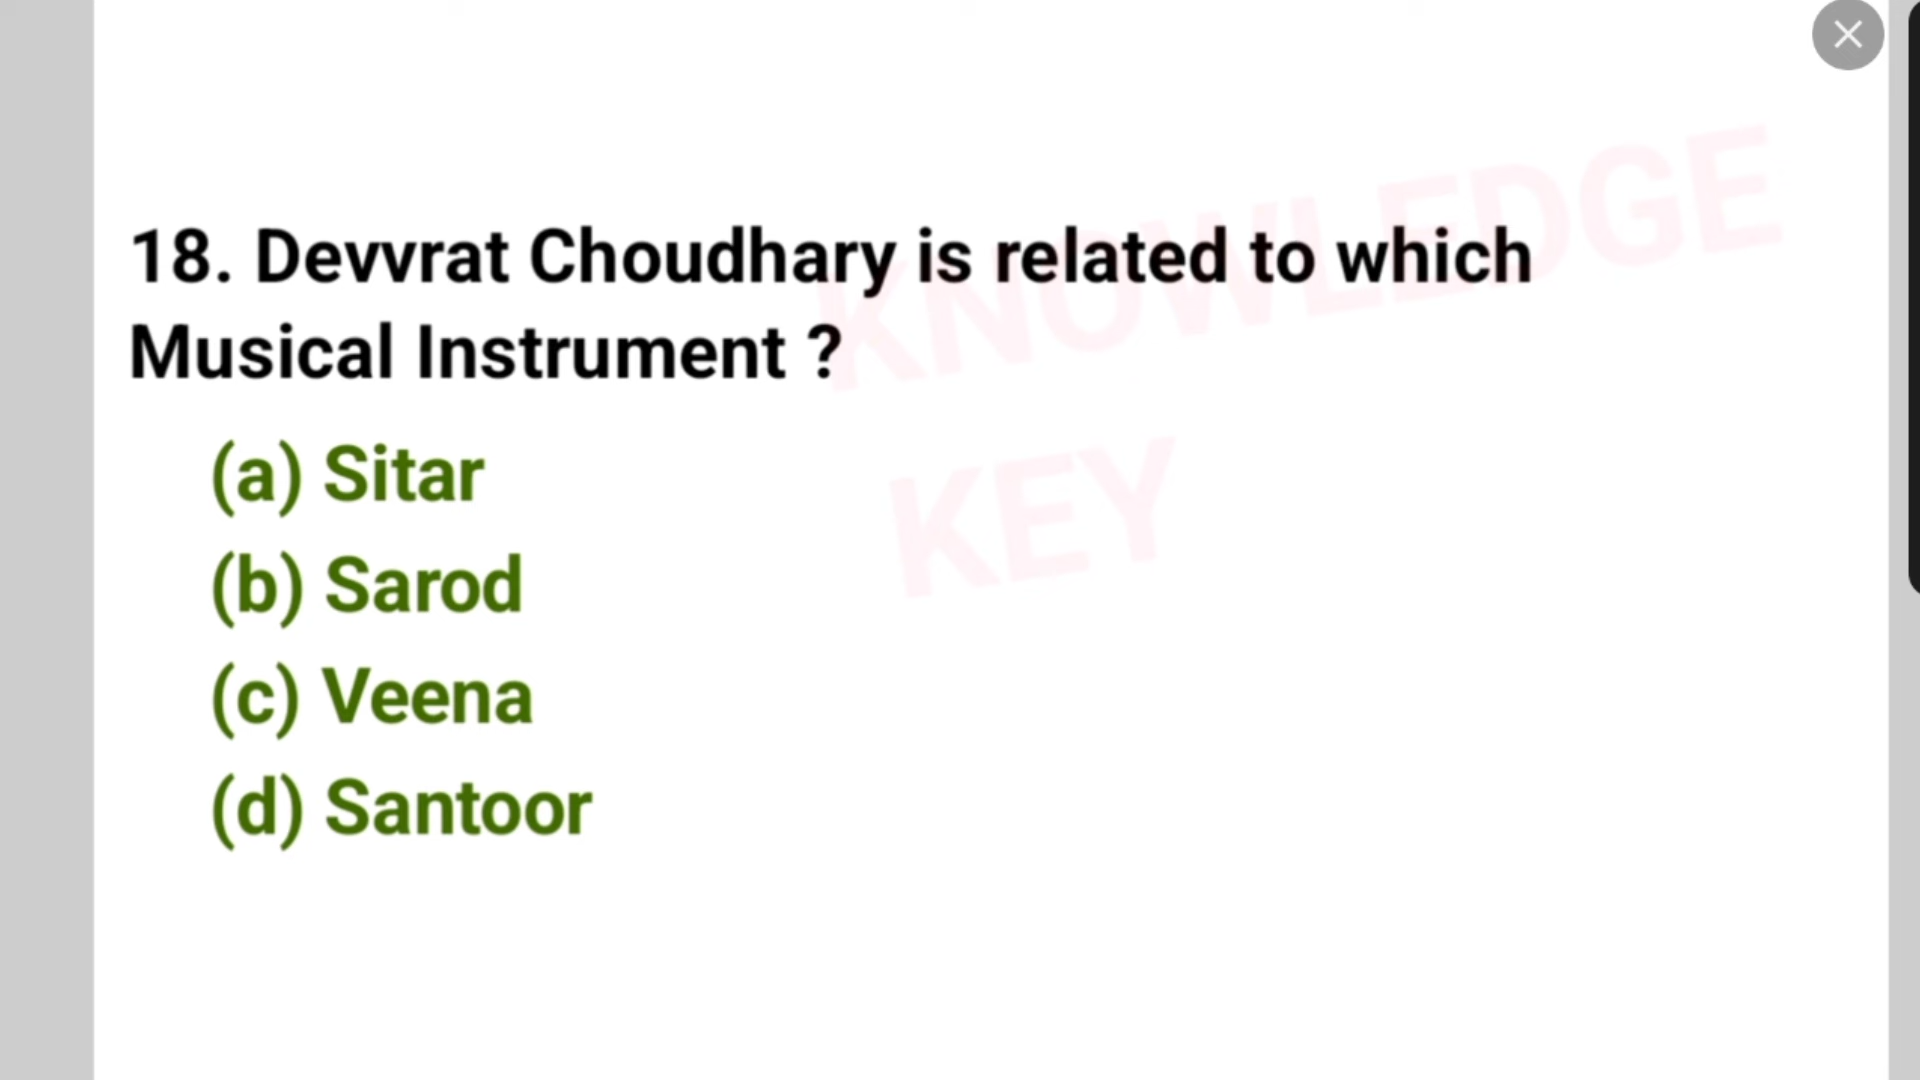 18. Devvrat Choudhary is related to which
Musical Instrument ?
(a) Sitar
(b) Sarod
(c) Veena
(d) Santoor
KNOWLEDGE
KEY